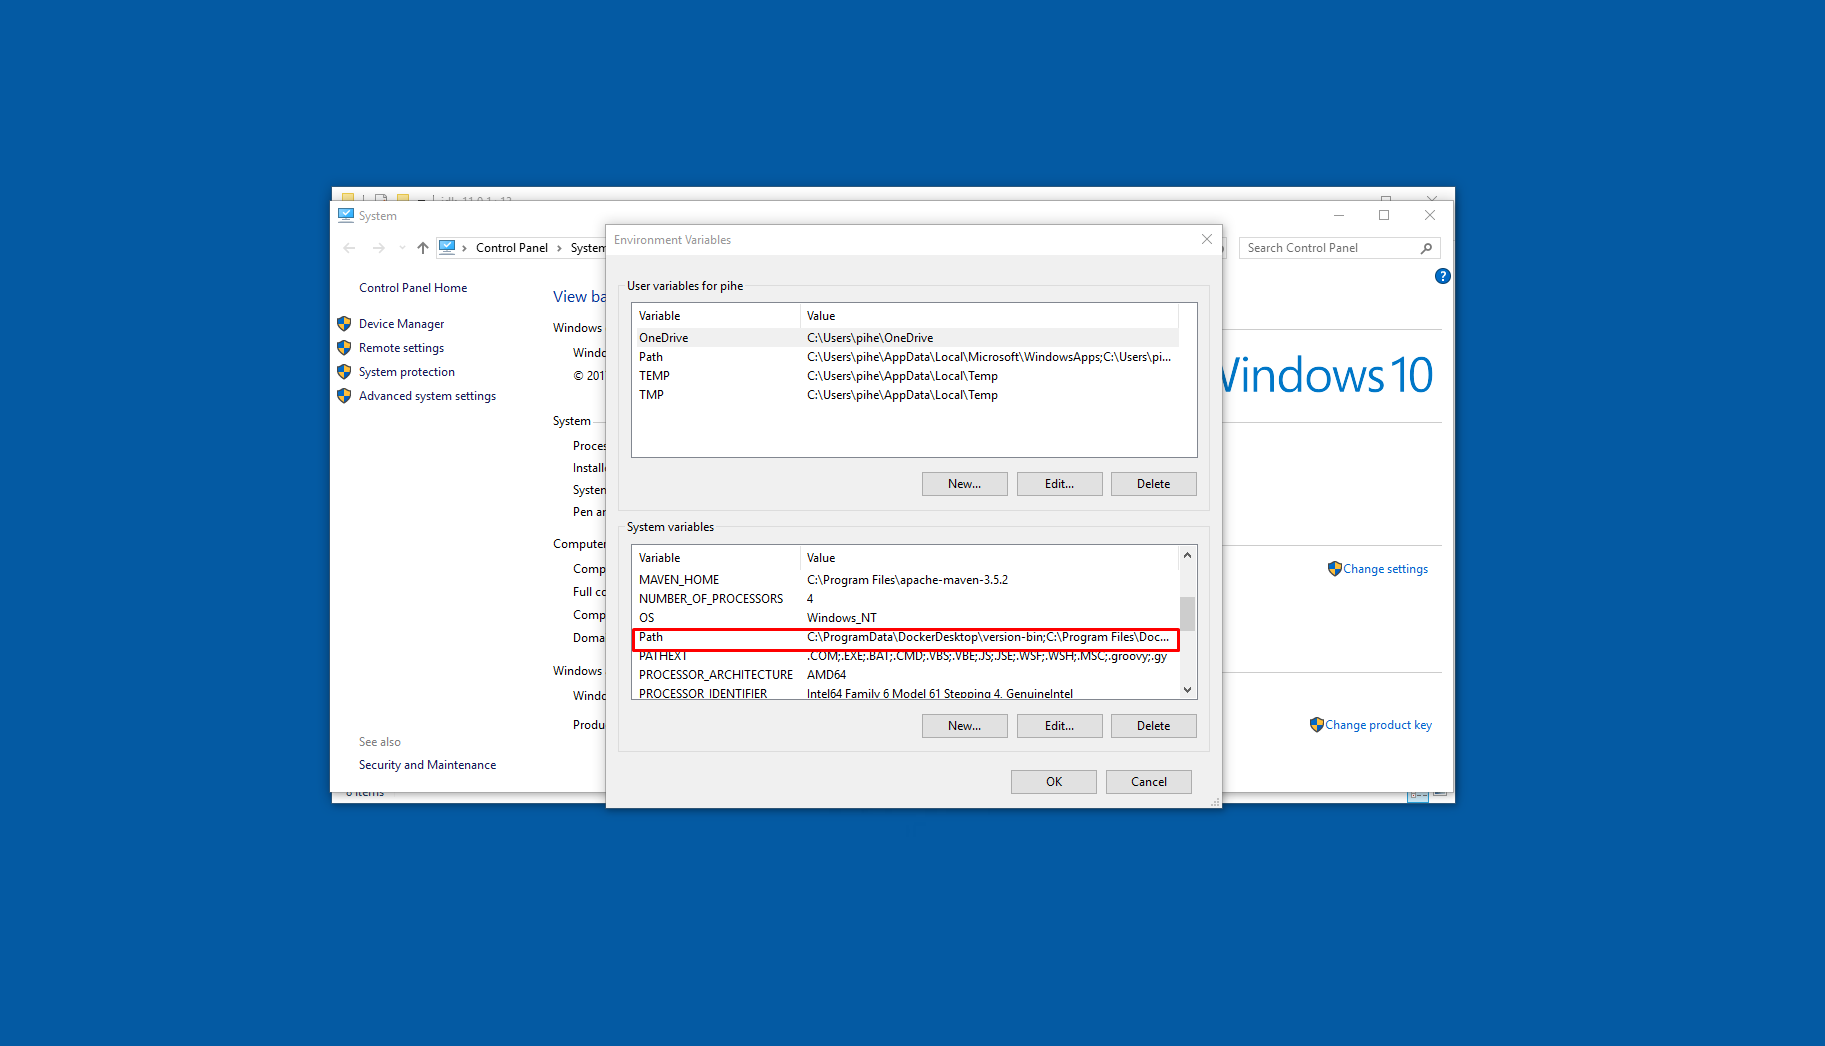 System
Control Panel
System
Search Control Panel
Environment Variables
Control Panel Home
Device Manager
Remote settings
System protection
Advanced system settings
See also
Security and Maintenance
View ba
Windows
Windo
© 201
System
Proces
Installe
System
Pen an
Computer
Comp
Full co
Comp
Doma
Windows
Windo
Produ
User variables for pihe
Variable Value
OneDrive C:\Users\pihe\OneDrive
Path C:\Users\pihe\AppData\Local\Microsoft\WindowsApps;C:\Users\pi...
TEMP C:\Users\pihe\AppData\Local\Temp
TMP C:\Users\pihe\AppData\Local\Temp
New... Edit... Delete
System variables
Variable Value
MAVEN_HOME C:\Program Files\apache-maven-3.5.2
NUMBER_OF_PROCESSORS 4
OS Windows_NT
Path C:\ProgramData\DockerDesktop\version-bin;C:\Program Files\Doc...
PATHEXT .COM;.EXE;.BAT;.CMD;.VBS;.VBE;.JS;.JSE;.WSF;.WSH;.MSC;.groovy;.gy
PROCESSOR_ARCHITECTURE AMD64
PROCESSOR_IDENTIFIER Intel64 Family 6 Model 61 Stepping 4, GenuineIntel
New... Edit... Delete
OK Cancel
?
Windows 10
Change settings
Change product key
items